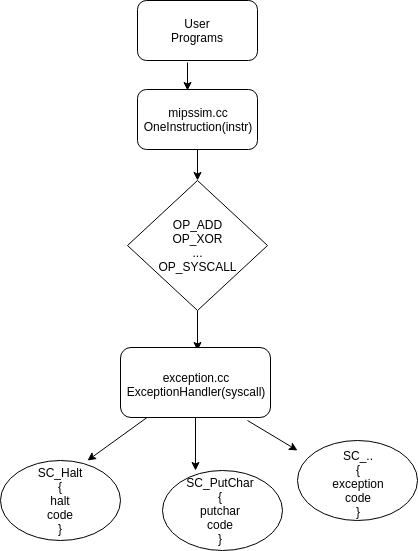 User
Programs
mipssim.cc
OneInstruction(instr)
OP_ADD
OP_XOR
...
OP_SYSCALL
exception.cc
ExceptionHandler(syscall)
SC_Halt
{
halt
code
}
SC_PutChar
{
putchar
code
}
SC_..
{
exception
code
}